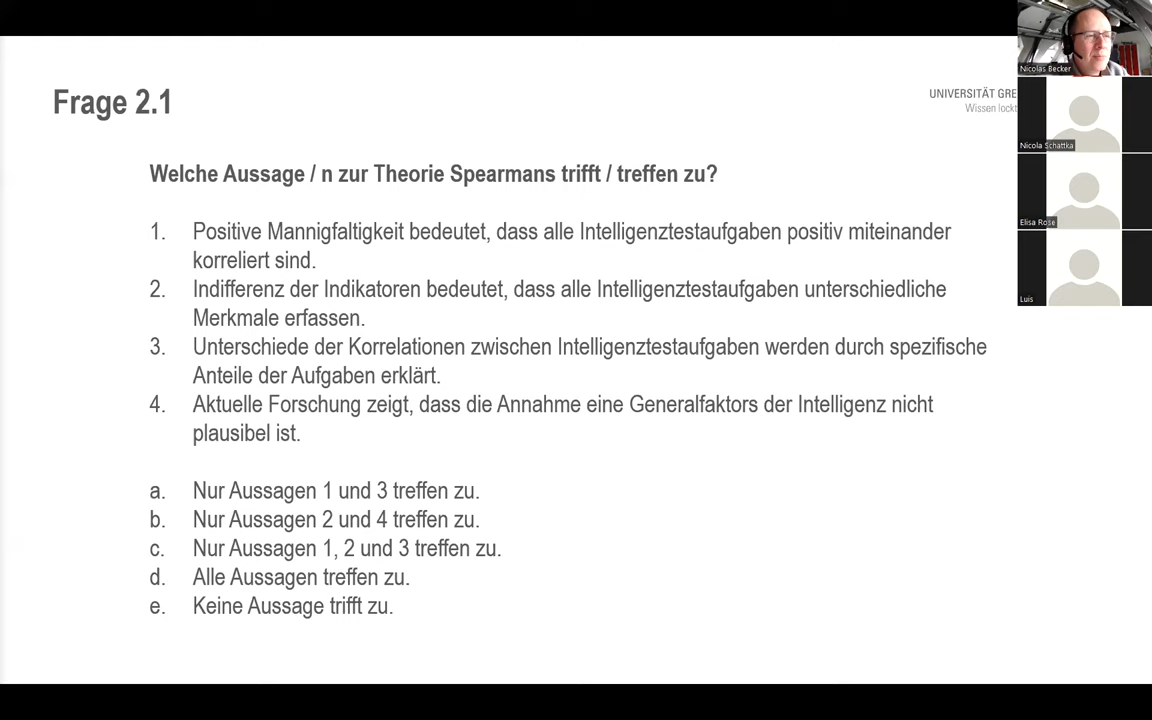 Frage 2.1
UNIVERSITÄT GRE
Wissen lockt
Welche Aussage / n zur Theorie Spearmans trifft / treffen zu?
1. Positive Mannigfaltigkeit bedeutet, dass alle Intelligenztestaufgaben positiv miteinander
korreliert sind.
2. Indifferenz der Indikatoren bedeutet, dass alle Intelligenztestaufgaben unterschiedliche
Merkmale erfassen.
3. Unterschiede der Korrelationen zwischen Intelligenztestaufgaben werden durch spezifische
Anteile der Aufgaben erklärt.
4. Aktuelle Forschung zeigt, dass die Annahme eine Generalfaktors der Intelligenz nicht
plausibel ist.
a. Nur Aussagen 1 und 3 treffen zu.
b. Nur Aussagen 2 und 4 treffen zu.
c. Nur Aussagen 1, 2 und 3 treffen zu.
d. Alle Aussagen treffen zu.
e. Keine Aussage trifft zu.
Nicolas Becker
Nicola Schattka
Elisa Rose
Luis